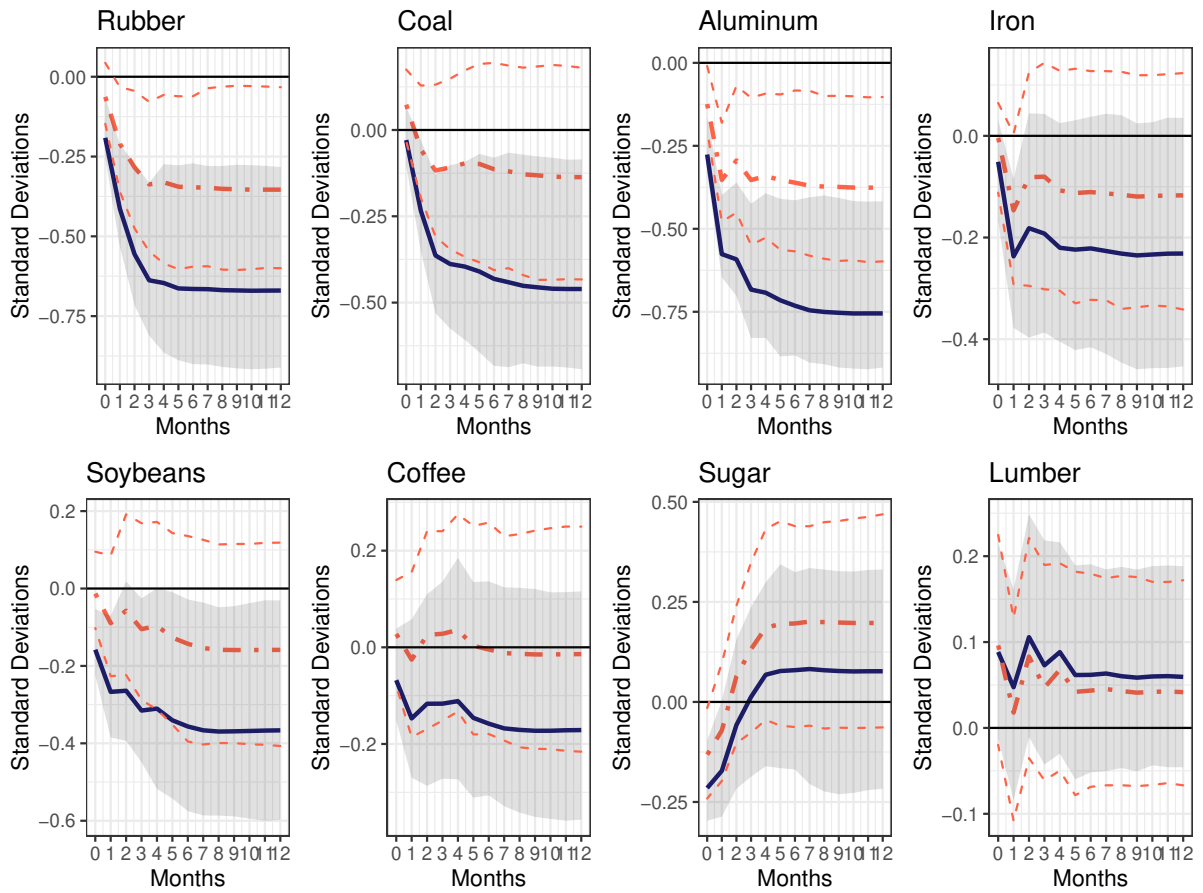 Rubber
Coal
Aluminum
Iron
Standard Deviations
0.00
−0.25
−0.50
−0.75
0 1 2 3 4 5 6 7 8 9 10 11 12
Months
Standard Deviations
0.00
−0.25
−0.50
0 1 2 3 4 5 6 7 8 9 10 11 12
Months
Standard Deviations
0.00
−0.25
−0.50
−0.75
0 1 2 3 4 5 6 7 8 9 10 11 12
Months
Standard Deviations
0.0
−0.2
−0.4
0 1 2 3 4 5 6 7 8 9 10 11 12
Months
Soybeans
Coffee
Sugar
Lumber
Standard Deviations
0.2
0.0
−0.2
−0.4
−0.6
0 1 2 3 4 5 6 7 8 9 10 11 12
Months
Standard Deviations
0.2
0.0
−0.2
0 1 2 3 4 5 6 7 8 9 10 11 12
Months
Standard Deviations
0.50
0.25
0.00
−0.25
0 1 2 3 4 5 6 7 8 9 10 11 12
Months
Standard Deviations
0.2
0.1
0.0
−0.1
0 1 2 3 4 5 6 7 8 9 10 11 12
Months